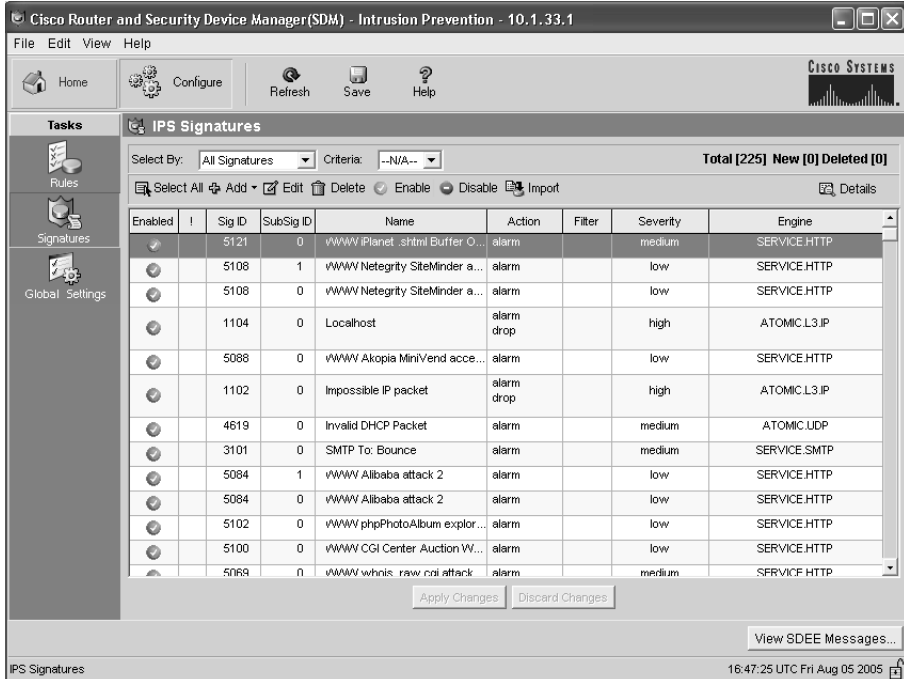 Cisco Router and Security Device Manager(SDM) - Intrusion Prevention - 10.1.33.1
File Edit View Help
Home Configure Refresh Save Help
CISCO SYSTEMS
Tasks
Rules
Signatures
Global Settings
IPS Signatures
Select By: All Signatures Criteria: --N/A-- Total [225] New [0] Deleted [0]
Select All Add Edit Delete Enable Disable Import Details
Enabled ! Sig ID SubSig ID Name Action Filter Severity Engine
5121 0 WWW iPlanet .shtml Buffer O... alarm medium SERVICE.HTTP
5108 1 WWW Netegrity SiteMinder a... alarm low SERVICE.HTTP
5108 0 WWW Netegrity SiteMinder a... alarm low SERVICE.HTTP
1104 0 Localhost alarm drop high ATOMIC.L3.IP
5088 0 WWW Akopia MiniVend acce... alarm low SERVICE.HTTP
1102 0 Impossible IP packet alarm drop high ATOMIC.L3.IP
4619 0 Invalid DHCP Packet alarm medium ATOMIC.UDP
3101 0 SMTP To: Bounce alarm medium SERVICE.SMTP
5084 1 WWW Alibaba attack 2 alarm low SERVICE.HTTP
5084 0 WWW Alibaba attack 2 alarm low SERVICE.HTTP
5102 0 WWW phpPhotoAlbum explor... alarm low SERVICE.HTTP
5100 0 WWW CGI Center Auction W... alarm low SERVICE.HTTP
5069 0 WWW whois_raw.cgi attack alarm medium SERVICE.HTTP
Apply Changes Discard Changes
View SDEE Messages...
IPS Signatures 16:47:25 UTC Fri Aug 05 2005